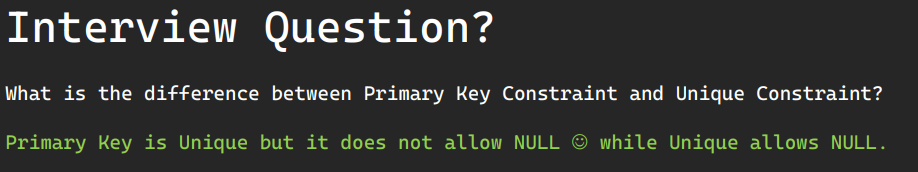 Interview Question?
What is the difference between Primary Key Constraint and Unique Constraint?
Primary Key is Unique but it does not allow NULL ☺ while Unique allows NULL.